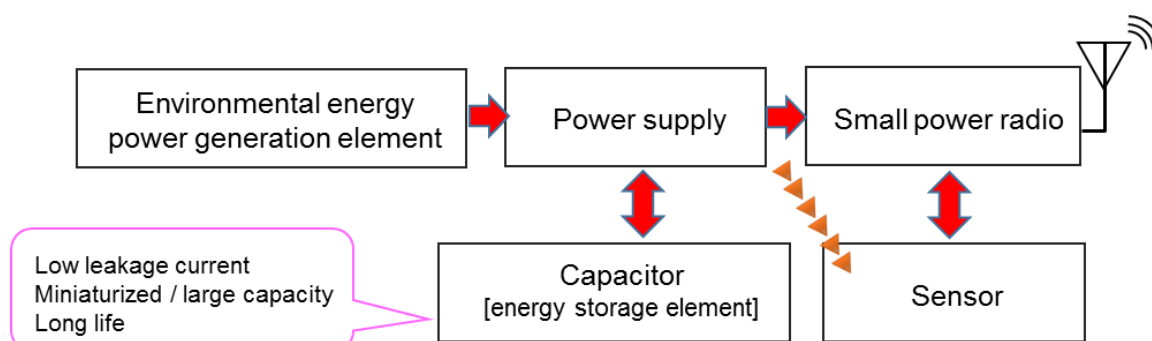 Environmental energy
power generation element
Power supply
Small power radio
Low leakage current
Miniaturized / large capacity
Long life
Capacitor
[energy storage element]
Sensor